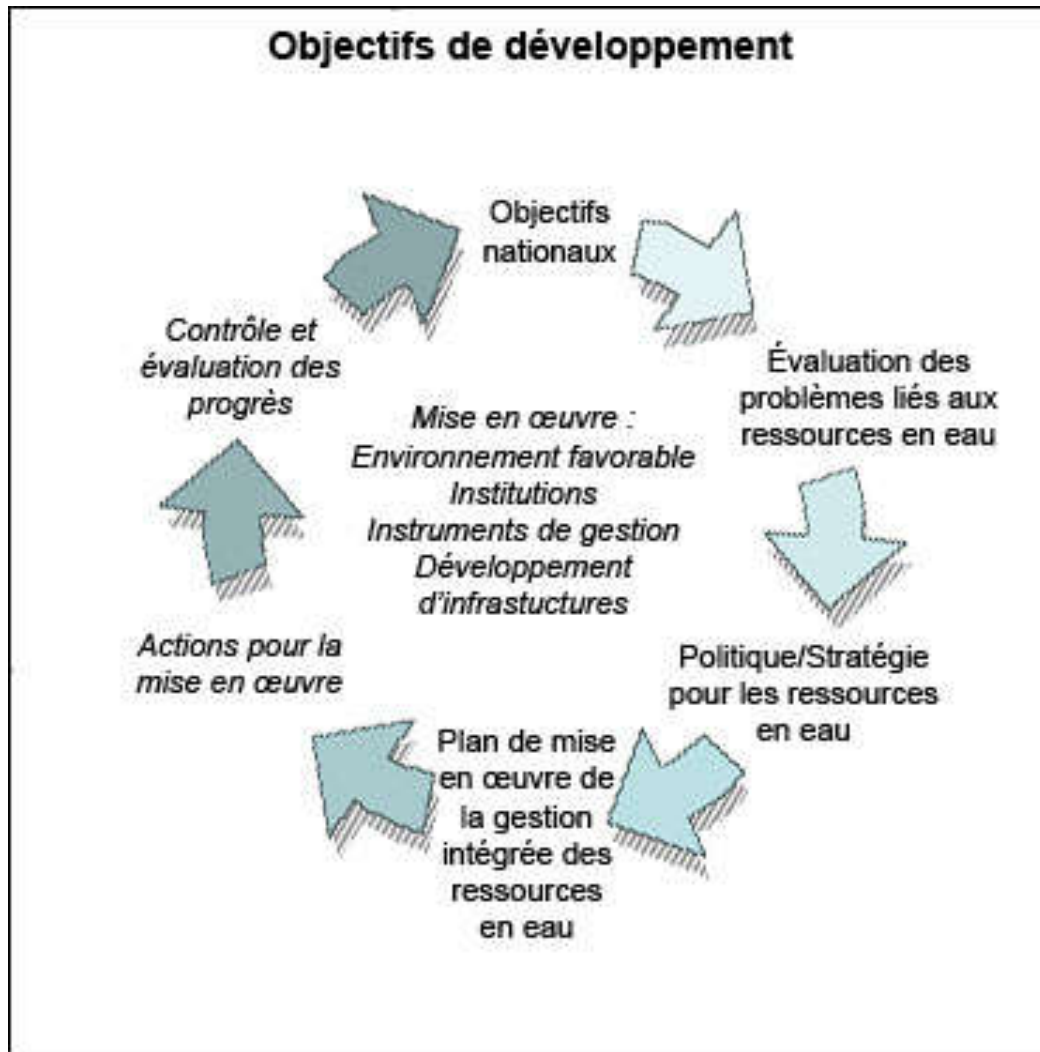 Objectifs de développement
Objectifs
nationaux
Évaluation des
problèmes liés aux
ressources en eau
Politique/Stratégie
pour les ressources
en eau
Plan de mise
en œuvre de
la gestion
intégrée des
ressources
en eau
Actions pour la
mise en œuvre
Contrôle et
évaluation des
progrès
Mise en œuvre :
Environnement favorable
Institutions
Instruments de gestion
Développement
d'infrastuctures